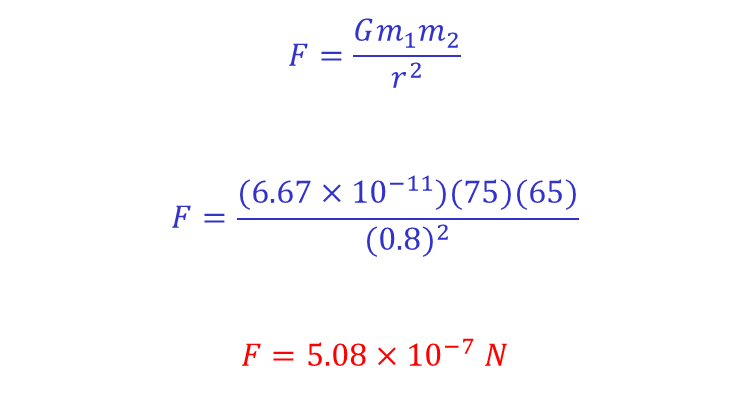 F = Gm₁m₂ / r²
F = (6.67 × 10⁻¹¹)(75)(65) / (0.8)²
F = 5.08 × 10⁻⁷ N